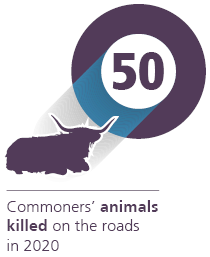 50
Commoners’ animals
killed on the roads
in 2020